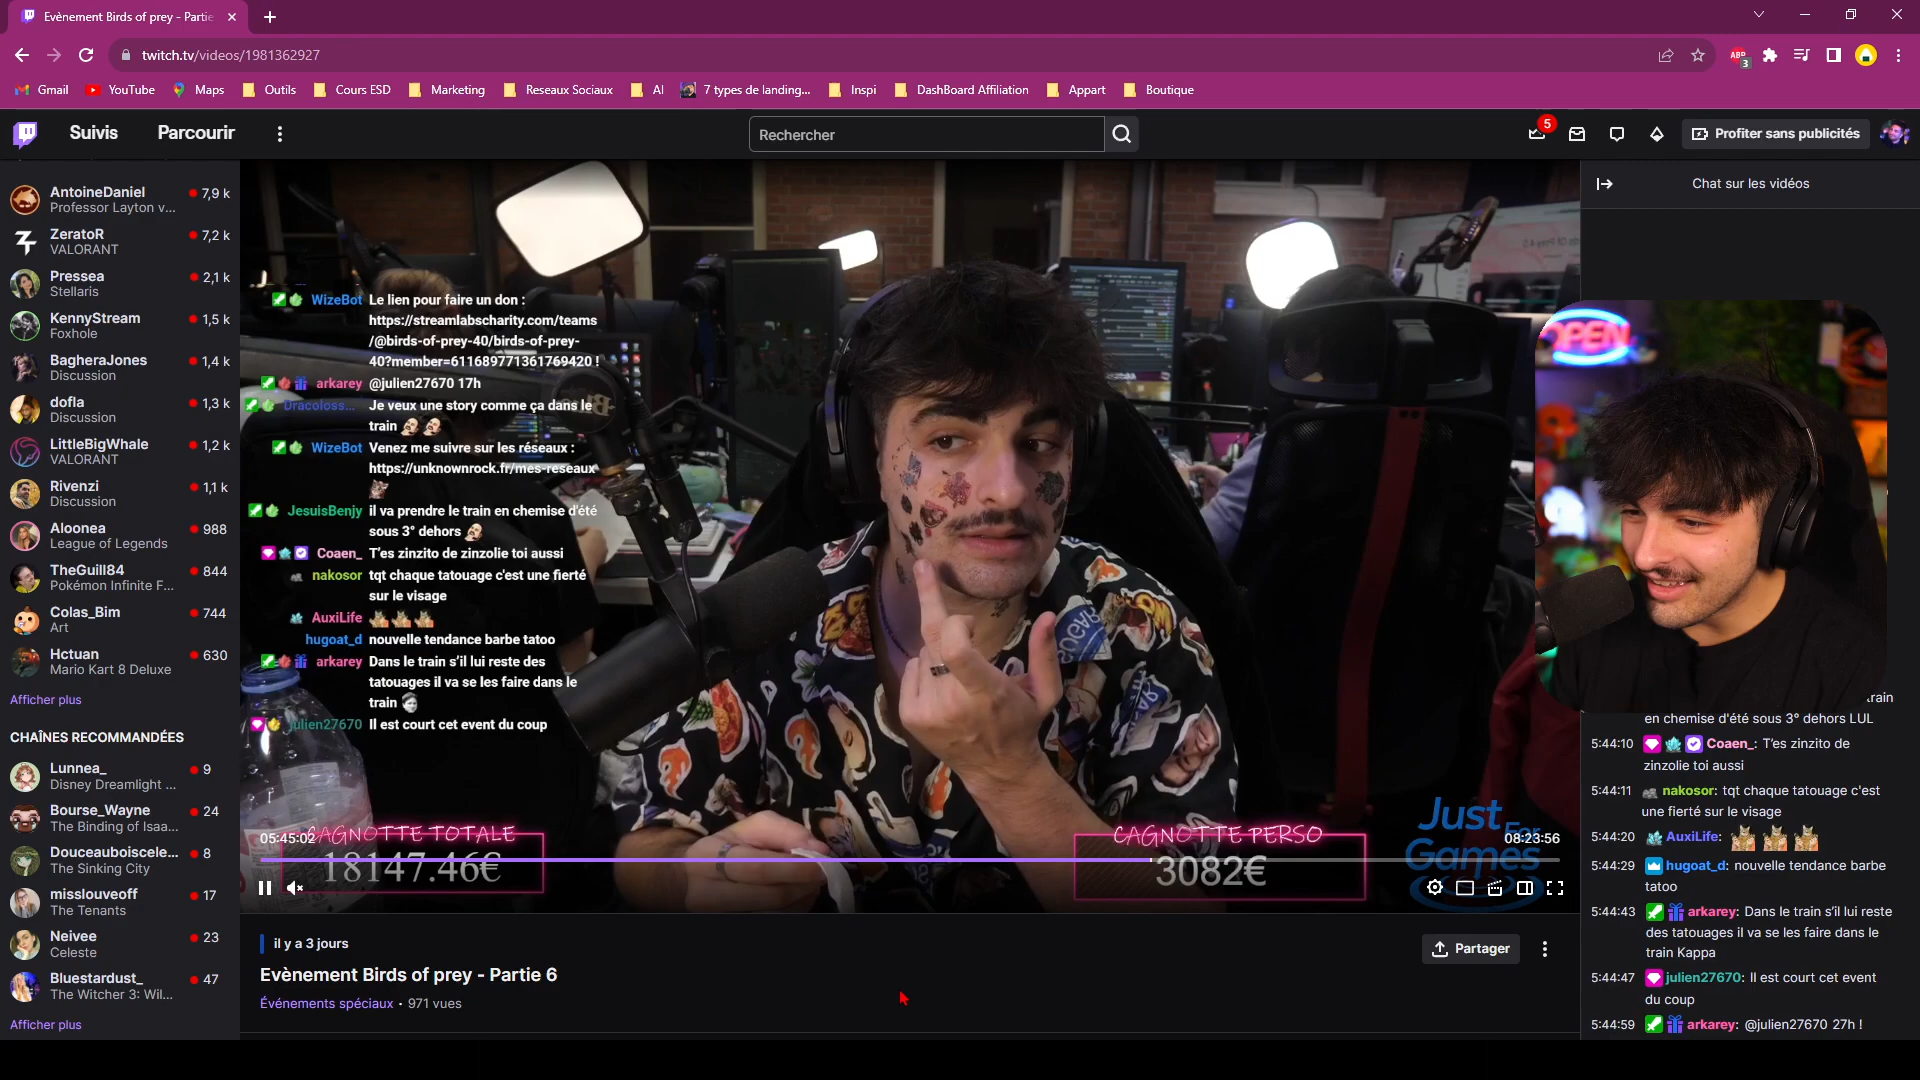 Evènement Birds of prey - Partie
twitch.tv/videos/1981362927
ABP
3
Gmail
YouTube
Maps
Outils
Cours ESD
Marketing
Reseaux Sociaux
AI
7 types de landing...
Inspi
DashBoard Affiliation
Appart
Boutique
Suivis
Parcourir
Rechercher
5
Profiter sans publicités
AntoineDaniel 7,9 k
Professor Layton v...
ZeratoR 7,2 k
VALORANT
Pressea 2,1 k
Stellaris
KennyStream 1,5 k
Foxhole
BagheraJones 1,4 k
Discussion
dofla 1,3 k
Discussion
LittleBigWhale 1,2 k
VALORANT
Rivenzi 1,1 k
Discussion
Aloonea 988
League of Legends
TheGuill84 844
Pokémon Infinite F...
Colas_Bim 744
Art
Hctuan 630
Mario Kart 8 Deluxe
Afficher plus
CHAÎNES RECOMMANDÉES
Lunnea_ 9
Disney Dreamlight ...
Bourse_Wayne 24
The Binding of Isaa...
Douceauboiscele... 8
The Sinking City
misslouveoff 17
The Tenants
Neivee 23
Celeste
Bluestardust_ 47
The Witcher 3: Wil...
Afficher plus
WizeBot Le lien pour faire un don :
https://streamlabscharity.com/teams
/@birds-of-prey-40/birds-of-prey-
40?member=611689771361769420 !
arkarey @julien27670 17h
Dracoloss... Je veux une story comme ça dans le
train
WizeBot Venez me suivre sur les réseaux :
https://unknownrock.fr/mes-reseaux
JesuisBenjy il va prendre le train en chemise d'été
sous 3° dehors
Coaen_ T'es zinzito de zinzolie toi aussi
nakosor tqt chaque tatouage c'est une fierté
sur le visage
AuxiLife
hugoat_d nouvelle tendance barbe tatoo
arkarey Dans le train s'il lui reste des
tatouages il va se les faire dans le
train
julien27670 Il est court cet event du coup
05:45:02
CAGNOTTE TOTALE
18147.46€
CAGNOTTE PERSO
3082€
Just
For
Games
08:23:56
il y a 3 jours
Evènement Birds of prey - Partie 6
Événements spéciaux • 971 vues
Partager
Chat sur les vidéos
OPEN
train
en chemise d'été sous 3° dehors LUL
5:44:10 Coaen_: T'es zinzito de
zinzolie toi aussi
5:44:11 nakosor: tqt chaque tatouage c'est
une fierté sur le visage
5:44:20 AuxiLife:
5:44:29 hugoat_d: nouvelle tendance barbe
tatoo
5:44:43 arkarey: Dans le train s'il lui reste
des tatouages il va se les faire dans le
train Kappa
5:44:47 julien27670: Il est court cet event
du coup
5:44:59 arkarey: @julien27670 27h !